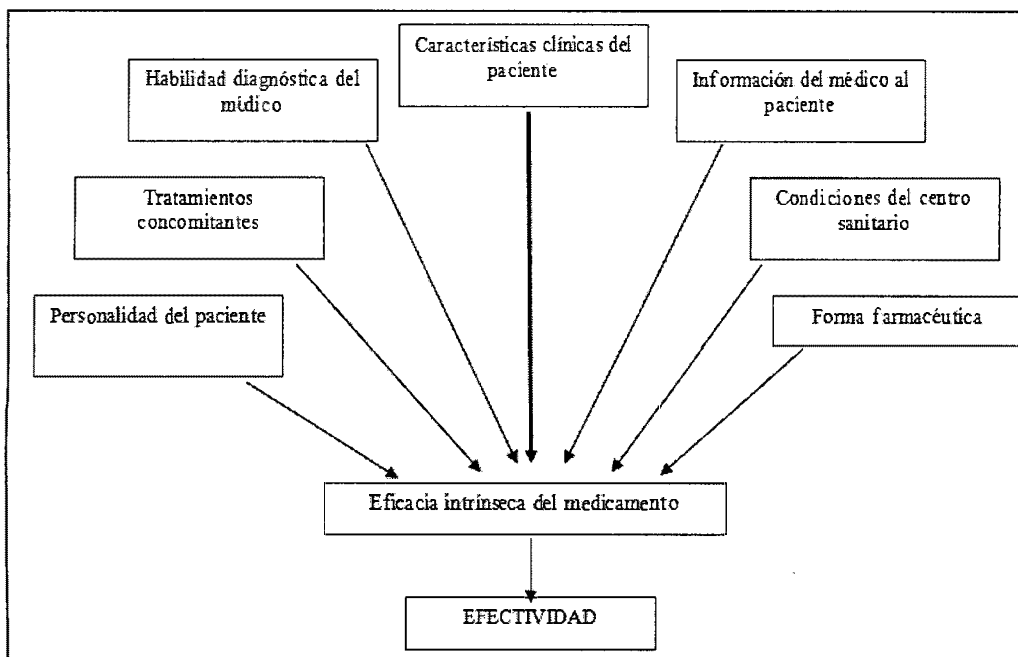 Características clínicas del
paciente
Habilidad diagnóstica del
médico
Información del médico al
paciente
Tratamientos
concomitantes
Condiciones del centro
sanitario
Personalidad del paciente
Forma farmacéutica
Eficacia intrínseca del medicamento
EFECTIVIDAD